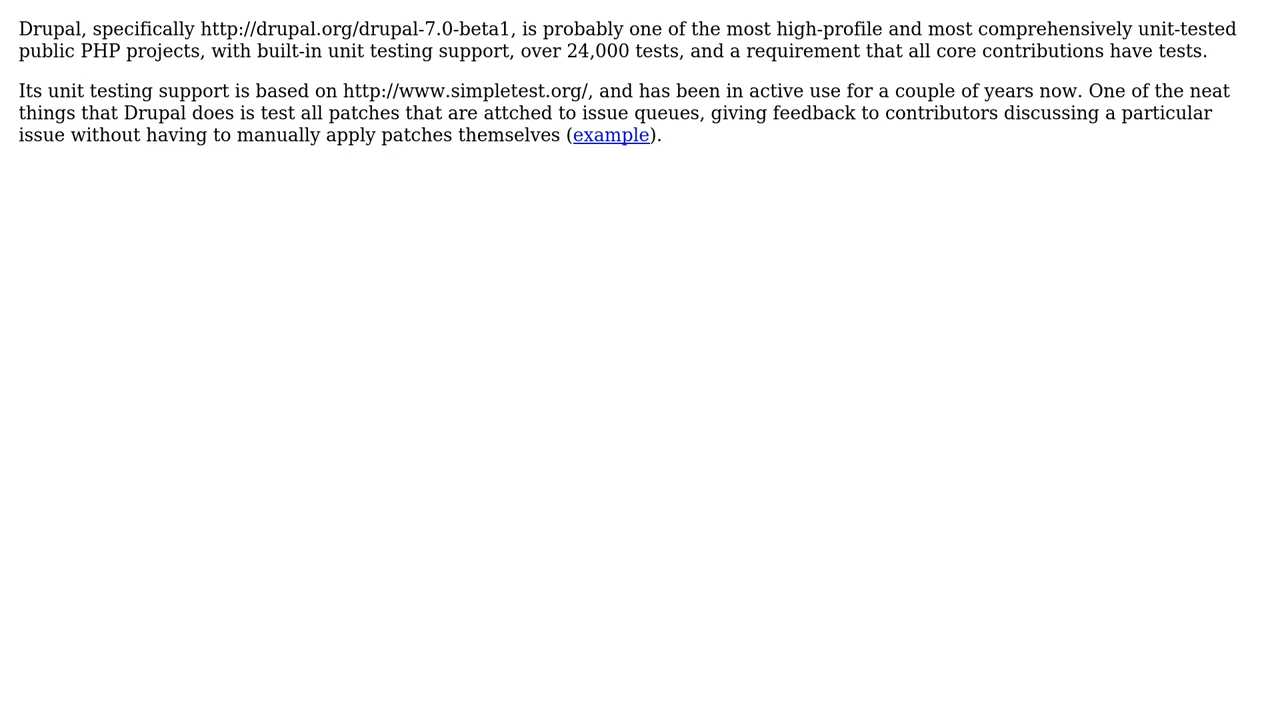 Drupal, specifically http://drupal.org/drupal-7.0-beta1, is probably one of the most high-profile and most comprehensively unit-tested
public PHP projects, with built-in unit testing support, over 24,000 tests, and a requirement that all core contributions have tests.
Its unit testing support is based on http://www.simpletest.org/, and has been in active use for a couple of years now. One of the neat
things that Drupal does is test all patches that are attched to issue queues, giving feedback to contributors discussing a particular
issue without having to manually apply patches themselves (example).